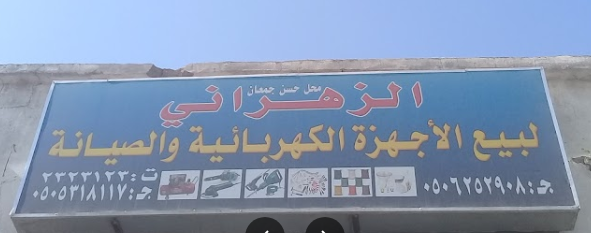 محل حسن جمعان
الزهراني
لبيع الأجهزة الكهربائية والصيانة
ج: ٠٥٠٦٢٥٢٩٠٨
ت: ٢٣٢٣١٢٣
ج: ٠٥٠٥٣١٨١١٧